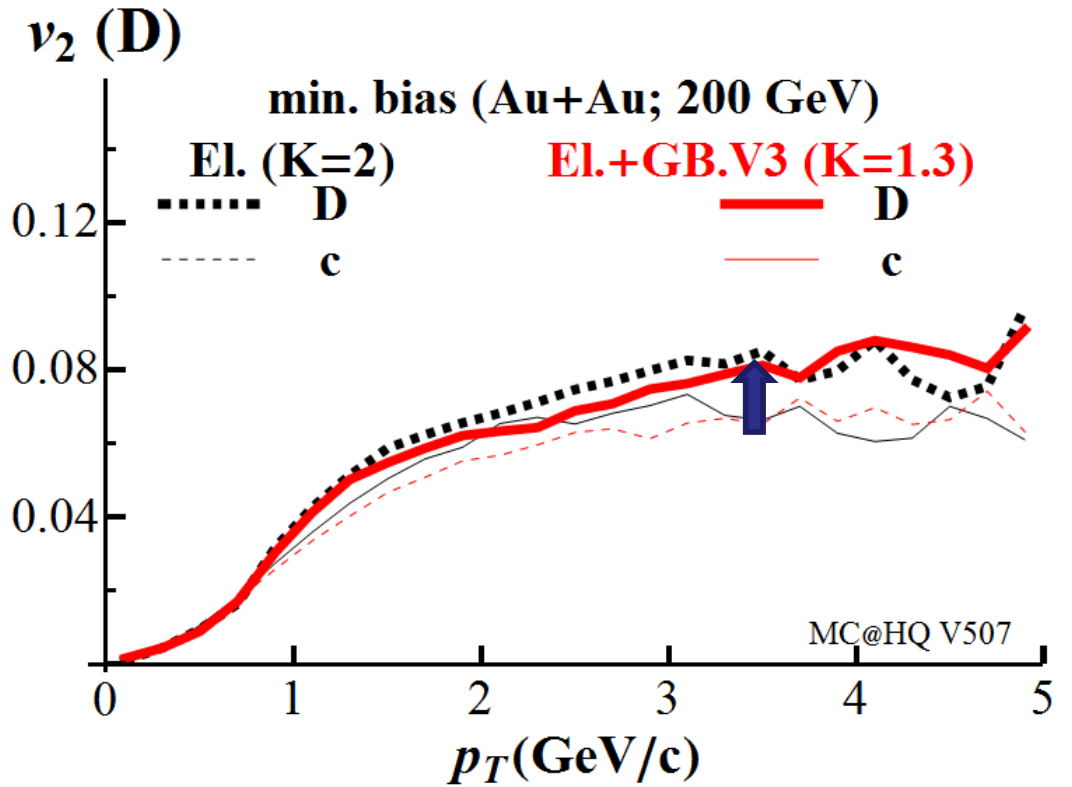 v₂ (D)
min. bias (Au+Au; 200 GeV)
El. (K=2) El.+GB.V3 (K=1.3)
D D
c c
0.12
0.08
0.04
MC@HQ V507
0 1 2 3 4 5
p_T(GeV/c)